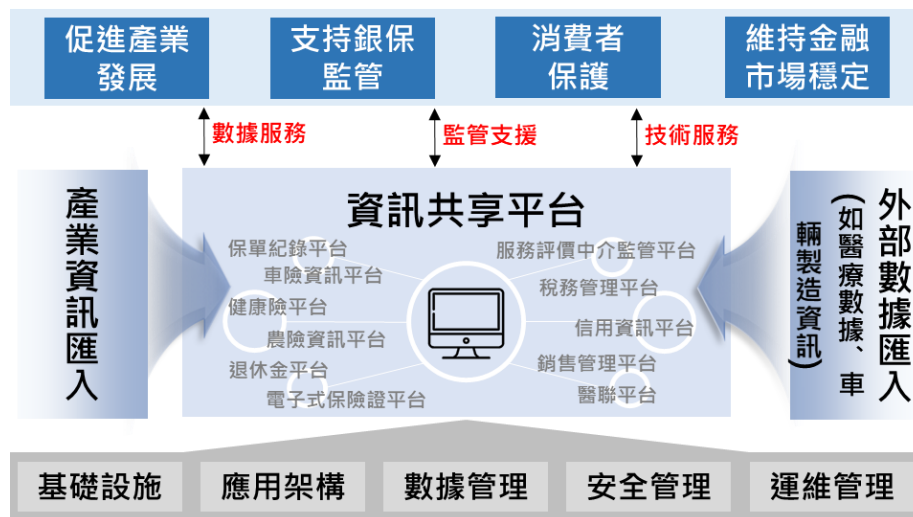 促進產業
發展
支持銀保
監管
消費者
保護
維持金融
市場穩定
數據服務
監管支援
技術服務
產業資訊匯入
資訊共享平台
保單紀錄平台
車險資訊平台
健康險平台
農險資訊平台
退休金平台
電子式保險證平台
服務評價中介監管平台
稅務管理平台
信用資訊平台
銷售管理平台
醫聯平台
外部數據匯入
(如醫療數據、車
輛製造資訊)
基礎設施
應用架構
數據管理
安全管理
運維管理